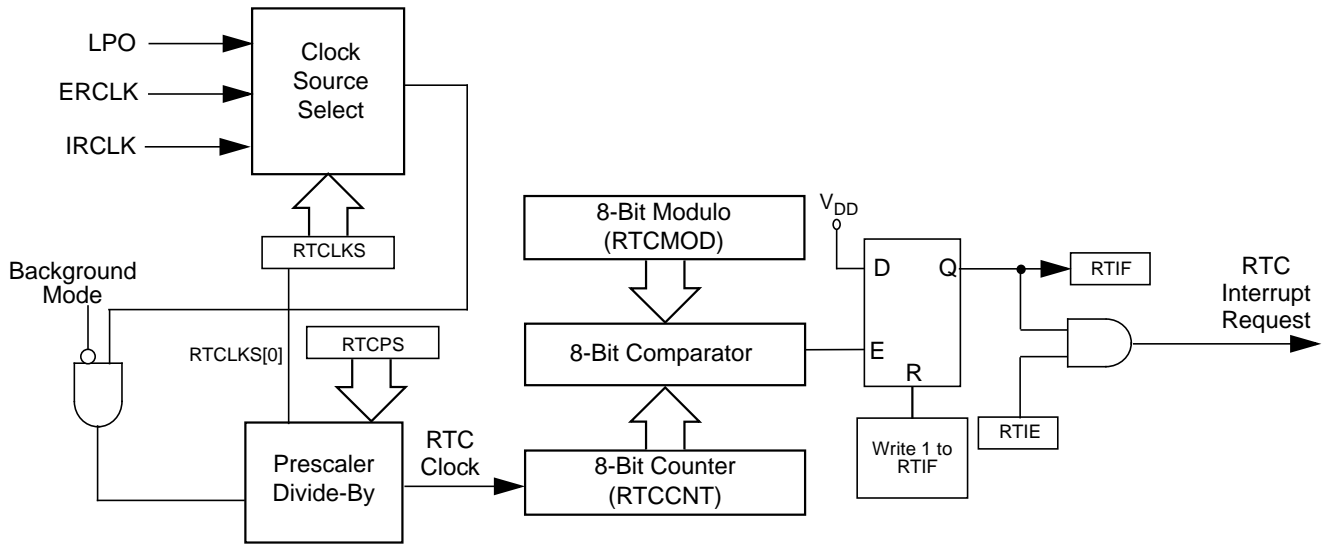 LPO
ERCLK
IRCLK
Clock
Source
Select
RTCLKS
Background
Mode
RTCLKS[0]
RTCPS
Prescaler
Divide-By
RTC
Clock
8-Bit Modulo
(RTCMOD)
8-Bit Comparator
8-Bit Counter
(RTCCNT)
VDD
D
Q
E
R
Write 1 to
RTIF
RTIF
RTIE
RTC
Interrupt
Request